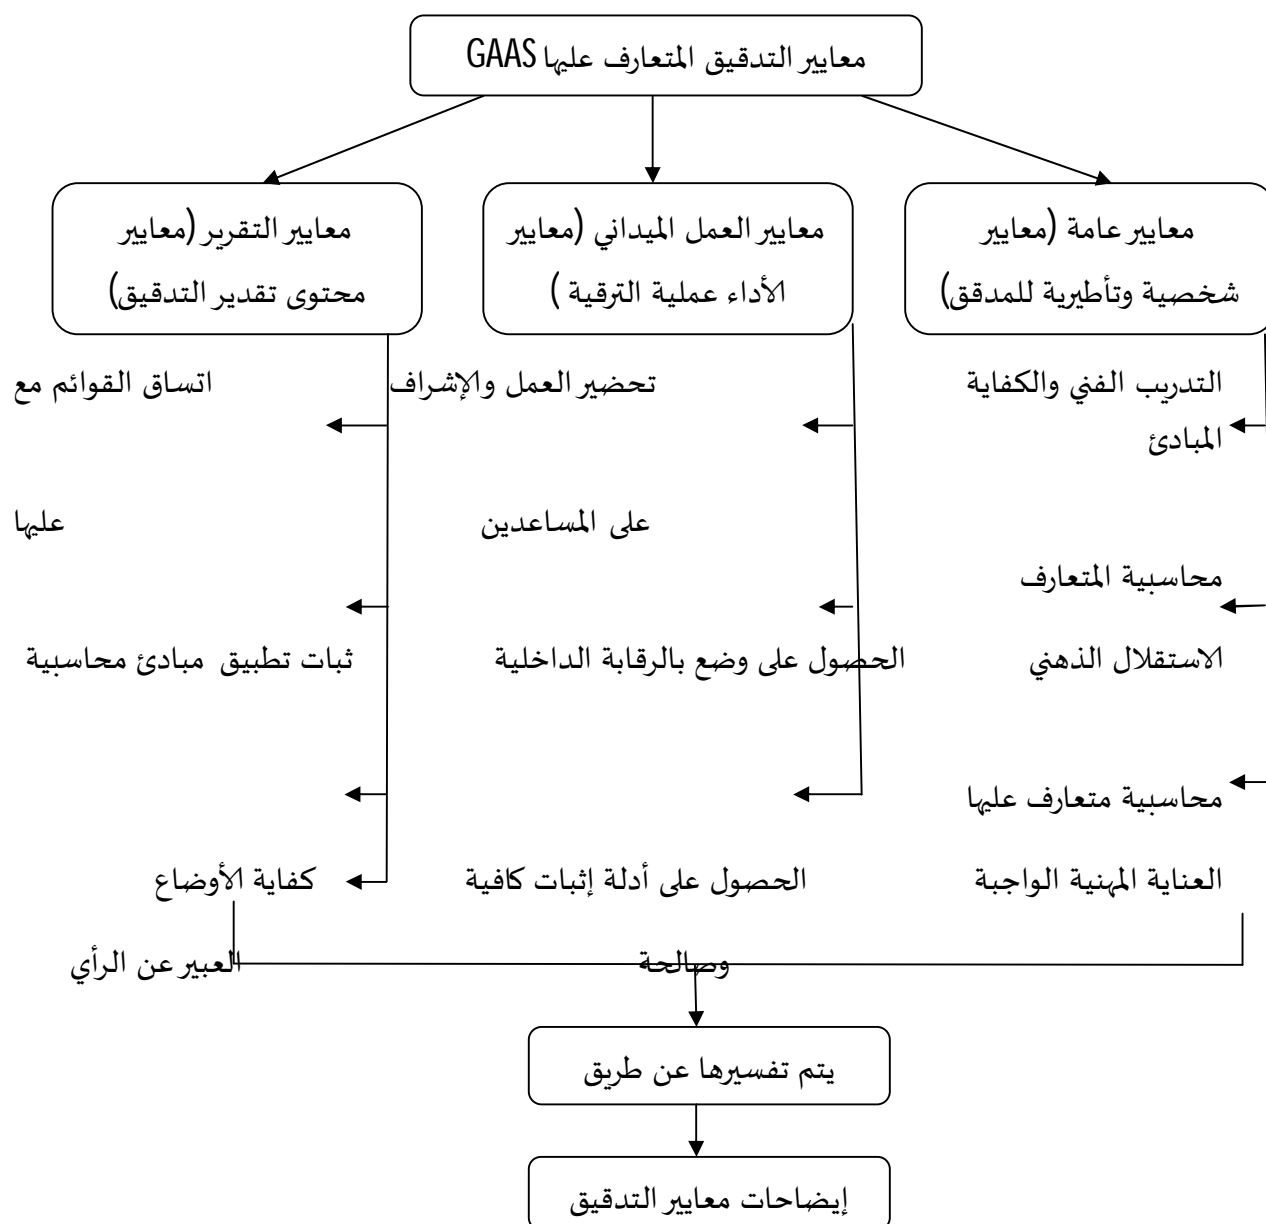 معايير التدقيق المتعارف عليها GAAS
معايير عامة (معايير
شخصية وتأطيرية للمدقق)
معايير العمل الميداني (معايير
الأداء عملية الترقية )
معايير التقرير (معايير
محتوى تقدير التدقيق)
التدريب الفني والكفاية تحضير العمل والإشراف اتساق القوائم مع
المبادئ
على المساعدين عليها
محاسبية المتعارف
الاستقلال الذهني الحصول على وضع بالرقابة الداخلية ثبات تطبيق مبادئ محاسبية
محاسبية متعارف عليها
العناية المهنية الواجبة الحصول على أدلة إثبات كافية كفاية الأوضاع
وصالحة العبير عن الرأي
يتم تفسيرها عن طريق
إيضاحات معايير التدقيق